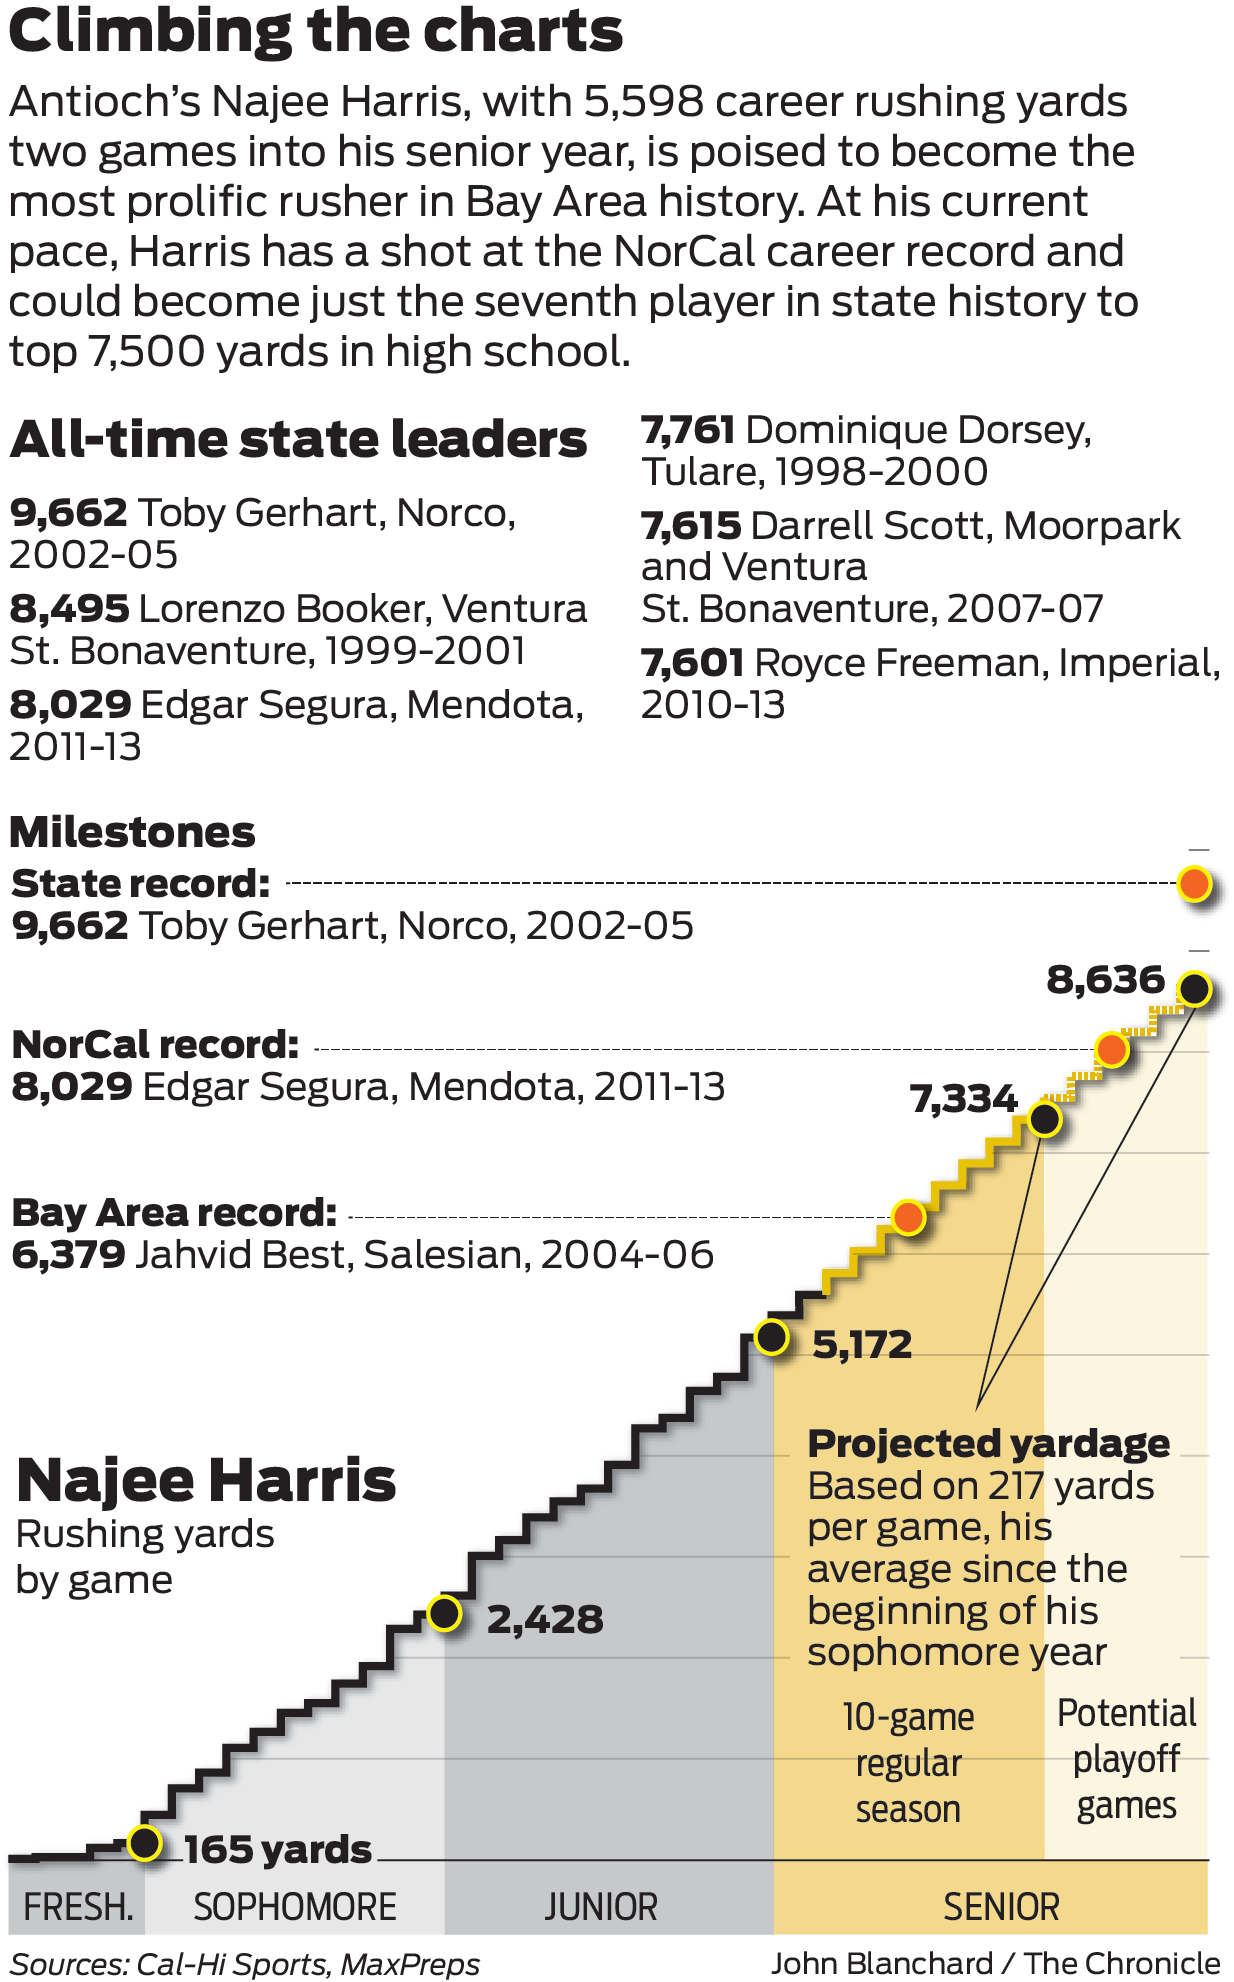 Climbing the charts
Antioch's Najee Harris, with 5,598 career rushing yards
two games into his senior year, is poised to become the
most prolific rusher in Bay Area history. At his current
pace, Harris has a shot at the NorCal career record and
could become just the seventh player in state history to
top 7,500 yards in high school.
All-time state leaders
9,662 Toby Gerhart, Norco,
2002-05
8,495 Lorenzo Booker, Ventura
St. Bonaventure, 1999-2001
8,029 Edgar Segura, Mendota,
2011-13
7,761 Dominique Dorsey,
Tulare, 1998-2000
7,615 Darrell Scott, Moorpark
and Ventura
St. Bonaventure, 2007-07
7,601 Royce Freeman, Imperial,
2010-13
Milestones
State record:
9,662 Toby Gerhart, Norco, 2002-05
8,636
NorCal record:
8,029 Edgar Segura, Mendota, 2011-13
7,334
Bay Area record:
6,379 Jahvid Best, Salesian, 2004-06
5,172
Projected yardage
Based on 217 yards
per game, his
average since the
beginning of his
sophomore year
Najee Harris
Rushing yards
by game
2,428
10-game
regular
season
Potential
playoff
games
165 yards
FRESH.
SOPHOMORE
JUNIOR
SENIOR
Sources: Cal-Hi Sports, MaxPreps
John Blanchard / The Chronicle